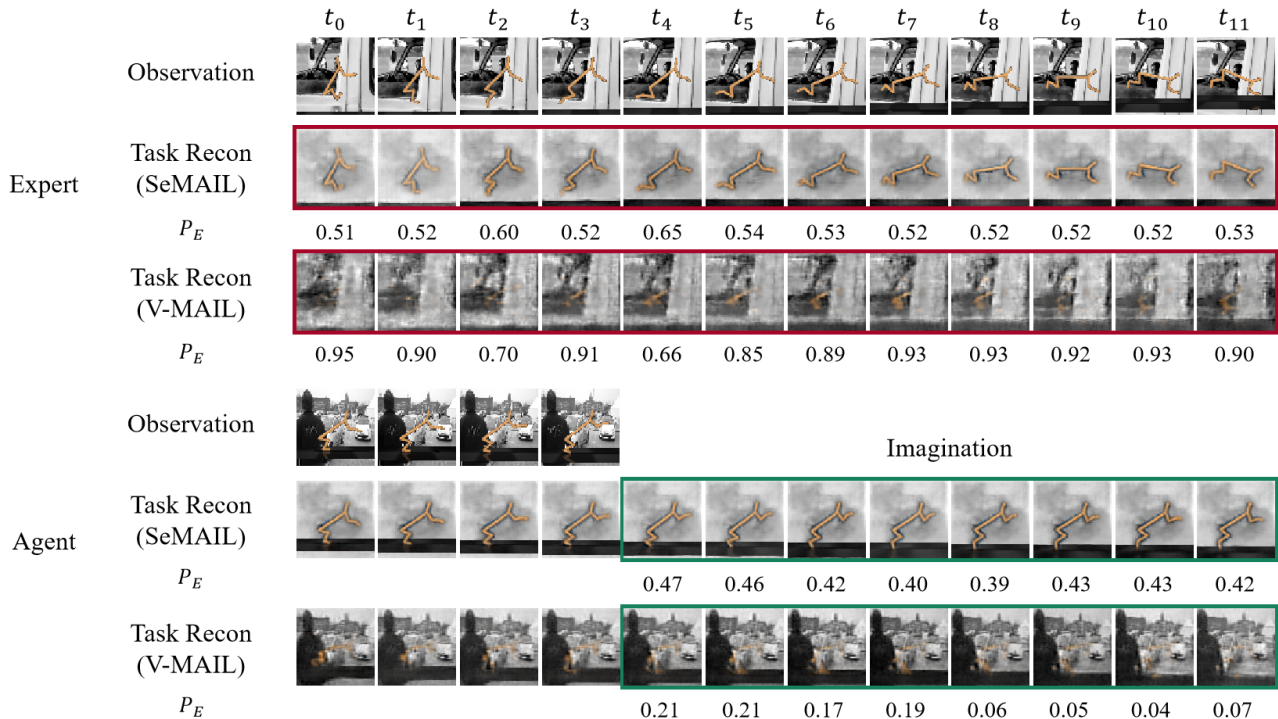 t₀ t₁ t₂ t₃ t₄ t₅ t₆ t₇ t₈ t₉ t₁₀ t₁₁
Observation
Expert
Task Recon
(SeMAIL)
P_E 0.51 0.52 0.60 0.52 0.65 0.54 0.53 0.52 0.52 0.52 0.52 0.53
Task Recon
(V-MAIL)
P_E 0.95 0.90 0.70 0.91 0.66 0.85 0.89 0.93 0.93 0.92 0.93 0.90
Observation
Imagination
Agent
Task Recon
(SeMAIL)
P_E 0.47 0.46 0.42 0.40 0.39 0.43 0.43 0.42
Task Recon
(V-MAIL)
P_E 0.21 0.21 0.17 0.19 0.06 0.05 0.04 0.07